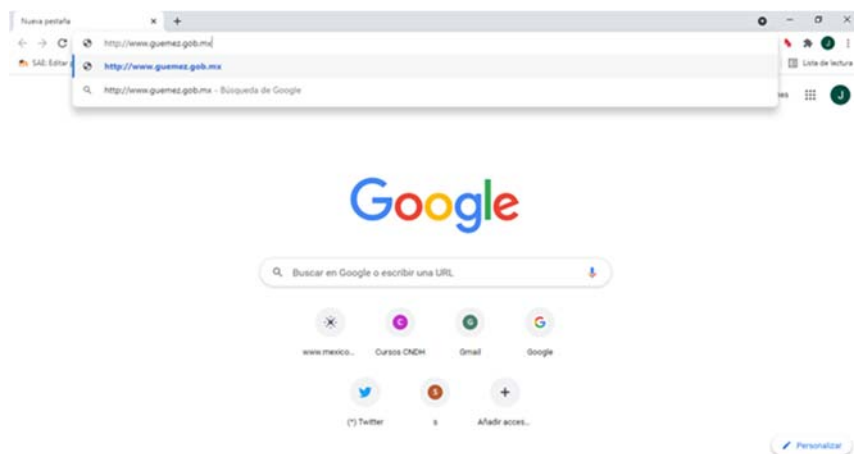 Nueva pestaña
http://www.guemez.gob.mx
SAE: Editar
Lista de lectura
http://www.guemez.gob.mx
http://www.guemez.gob.mx - Búsqueda de Google
J
Google
Buscar en Google o escribir una URL
C
G
www.mexico...
Cursos CNDH
Gmail
Google
S
(*) Twitter
s
Añadir acces...
Personalizar